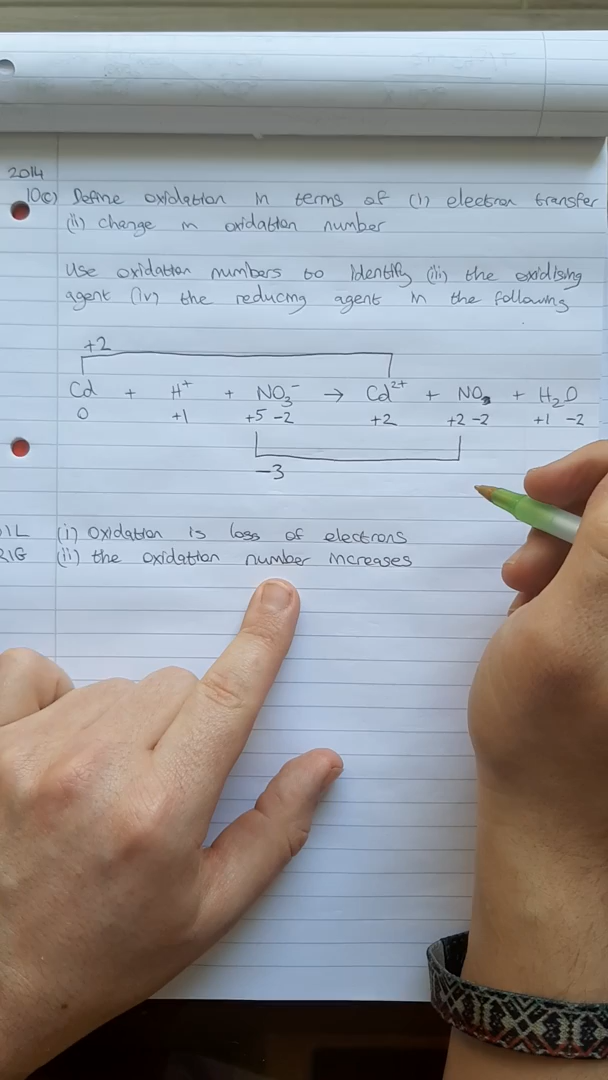 2014
10(c) Define oxidation in terms of (i) electron transfer
(ii) change in oxidation number
Use oxidation numbers to identify (iii) the oxidising
agent (iv) the reducing agent in the following
+2
Cd + H⁺ + NO₃⁻ → Cd²⁺ + NO + H₂O
0 +1 +5 -2 +2 +2 -2 +1 -2
-3
OIL (i) Oxidation is loss of electrons
RIG (ii) the oxidation number increases